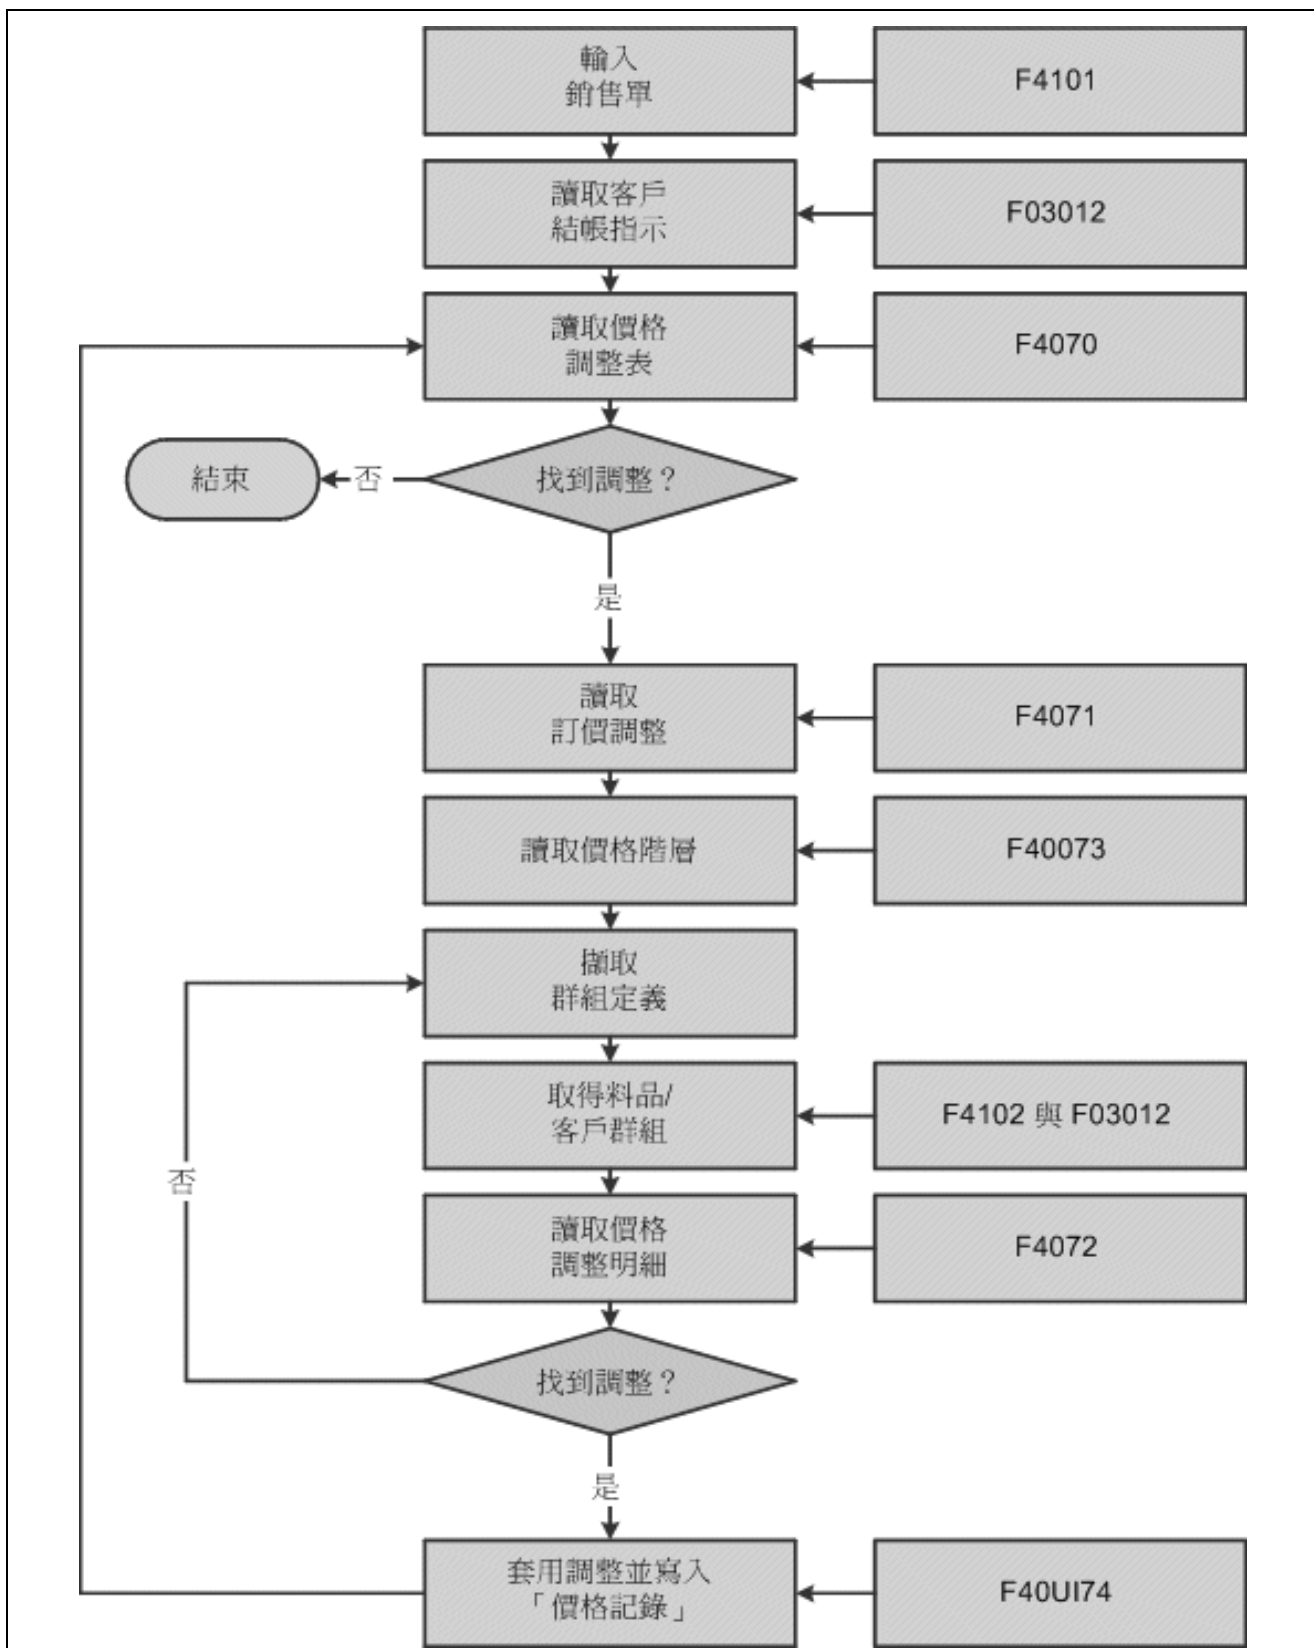 輸入
銷售單
F4101
讀取客戶
結帳指示
F03012
讀取價格
調整表
F4070
結束
否
找到調整？
是
讀取
訂價調整
F4071
讀取價格階層
F40073
擷取
群組定義
取得料品/
客戶群組
F4102 與 F03012
否
讀取價格
調整明細
F4072
找到調整？
是
套用調整並寫入
「價格記錄」
F40UI74